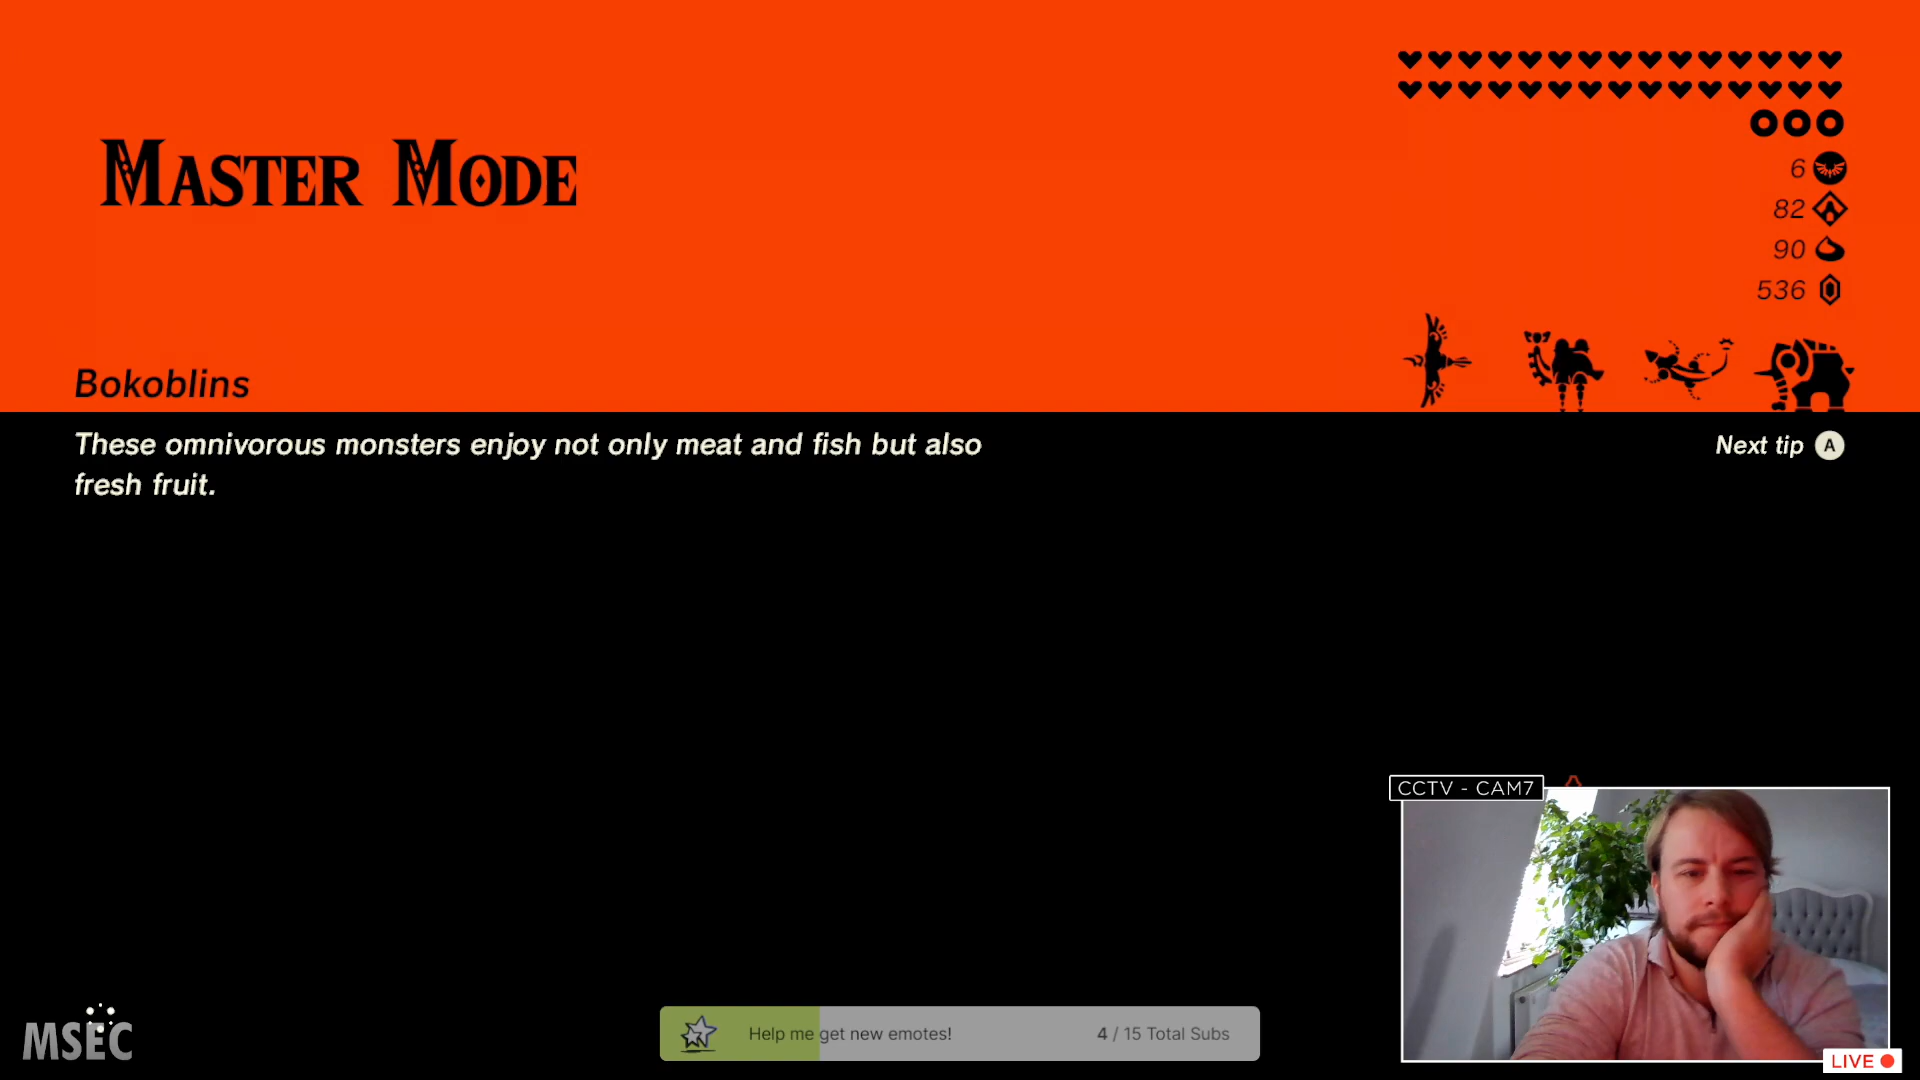 MASTER MODE
6
82
90
536
Bokoblins
These omnivorous monsters enjoy not only meat and fish but also
fresh fruit.
Next tip A
CCTV - CAM7
MSEC
Help me get new emotes! 4 / 15 Total Subs
LIVE